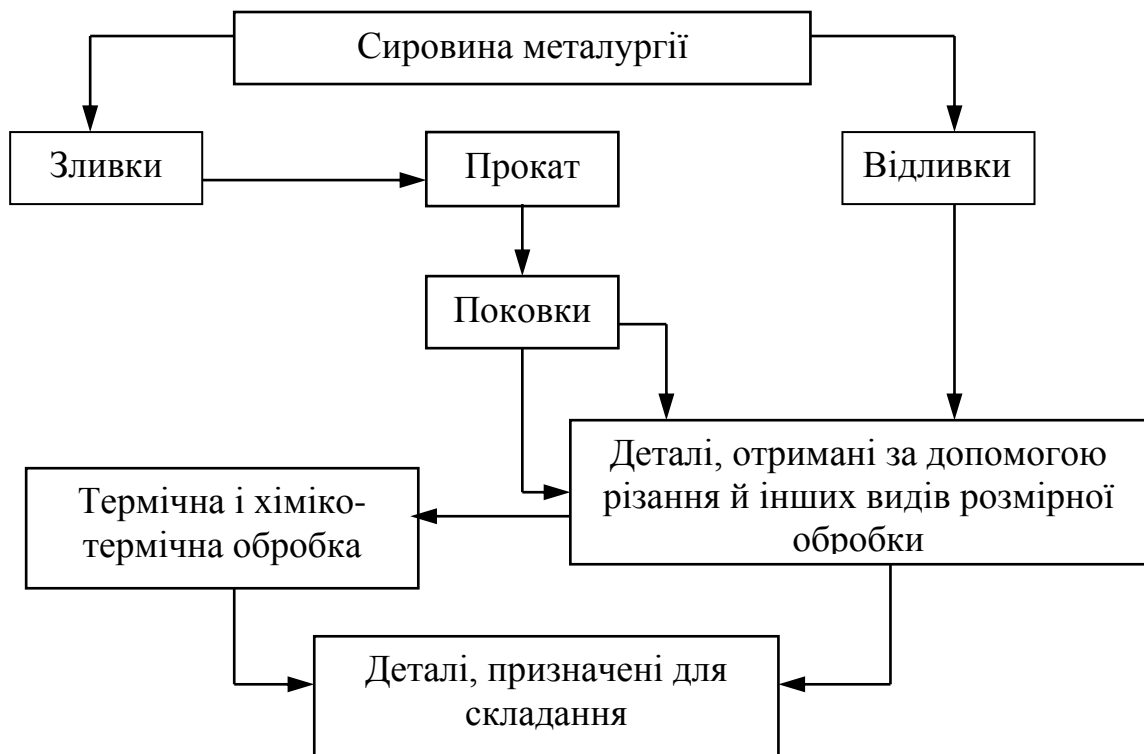 Сировина металургії
Зливки
Прокат
Відливки
Поковки
Деталі, отримані за допомогою
різання й інших видів розмірної
обробки
Термічна і хіміко-
термічна обробка
Деталі, призначені для
складання